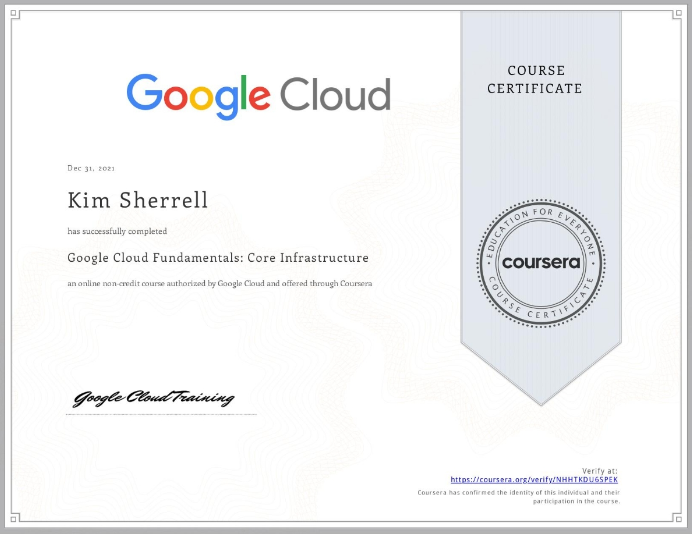 Google Cloud
COURSE
CERTIFICATE
Dec 31, 2021
Kim Sherrell
has successfully completed
Google Cloud Fundamentals: Core Infrastructure
an online non-credit course authorized by Google Cloud and offered through Coursera
EDUCATION FOR EVERYONE
coursera
COURSE CERTIFICATE
Google Cloud Training
Verify at:
https://coursera.org/verify/NHHTKDU6SPEK
Coursera has confirmed the identity of this individual and their
participation in the course.